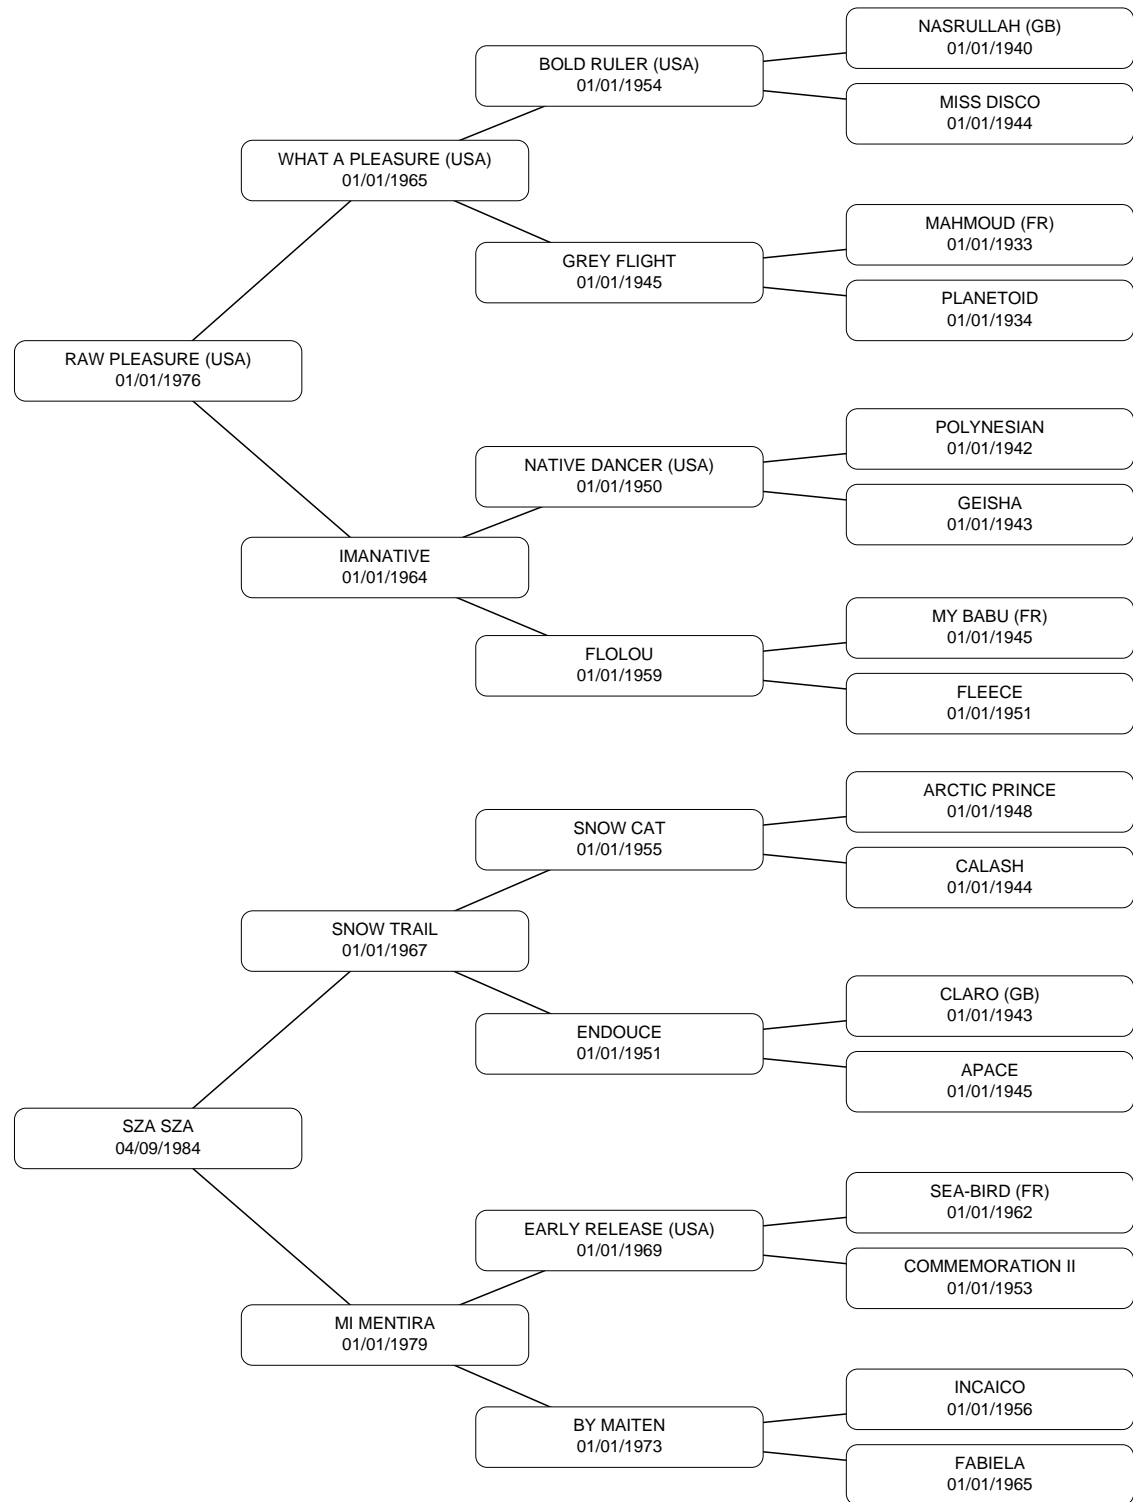 NASRULLAH (GB)
01/01/1940
BOLD RULER (USA)
01/01/1954
MISS DISCO
01/01/1944
WHAT A PLEASURE (USA)
01/01/1965
MAHMOUD (FR)
01/01/1933
GREY FLIGHT
01/01/1945
PLANETOID
01/01/1934
RAW PLEASURE (USA)
01/01/1976
POLYNESIAN
01/01/1942
NATIVE DANCER (USA)
01/01/1950
GEISHA
01/01/1943
IMANATIVE
01/01/1964
MY BABU (FR)
01/01/1945
FLOLOU
01/01/1959
FLEECE
01/01/1951
ARCTIC PRINCE
01/01/1948
SNOW CAT
01/01/1955
CALASH
01/01/1944
SNOW TRAIL
01/01/1967
CLARO (GB)
01/01/1943
ENDOUCE
01/01/1951
APACE
01/01/1945
SZA SZA
04/09/1984
SEA-BIRD (FR)
01/01/1962
EARLY RELEASE (USA)
01/01/1969
COMMEMORATION II
01/01/1953
MI MENTIRA
01/01/1979
INCAICO
01/01/1956
BY MAITEN
01/01/1973
FABIELA
01/01/1965